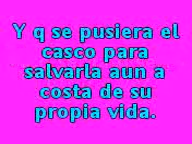 Y q se pusiera el
casco para
salvarla aun a
costa de su
propia vida.